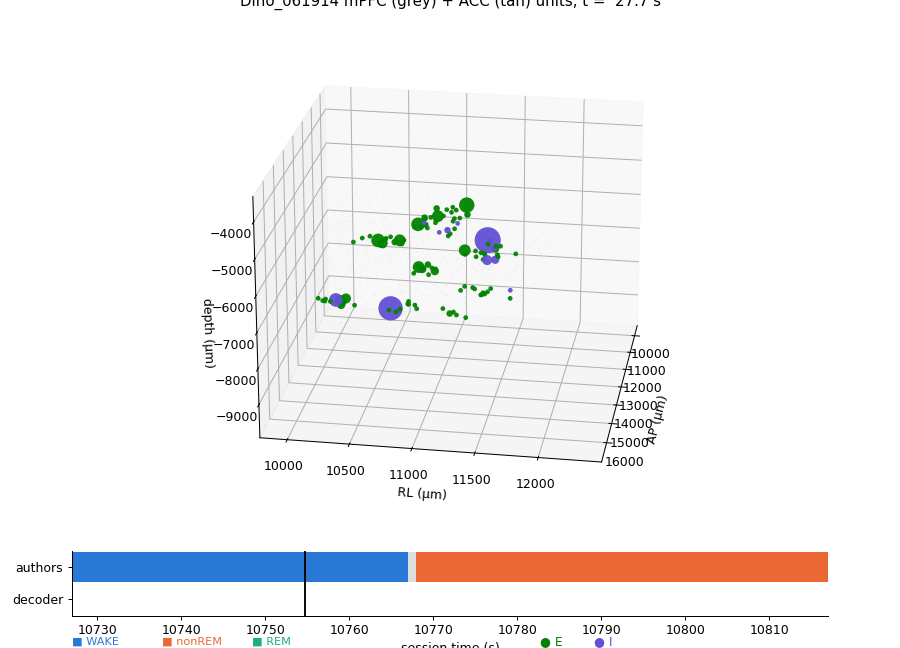 Dino_061914 mPFC (grey) + ACC (tan) units, t = 27.7 s
−4000
−5000
−6000
−7000
−8000
−9000
depth (μm)
10000
10500
11000
11500
12000
RL (μm)
10000
11000
12000
13000
14000
15000
16000
AP (μm)
authors
decoder
10730
10740
10750
10760
10770
10780
10790
10800
10810
session time (s)
WAKE
nonREM
REM
E
I